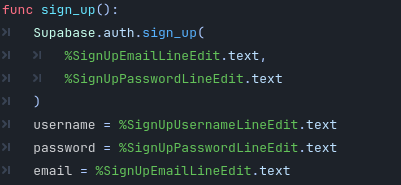 func sign_up():
Supabase.auth.sign_up(
%SignUpEmailLineEdit.text,
%SignUpPasswordLineEdit.text
)
username = %SignUpUsernameLineEdit.text
password = %SignUpPasswordLineEdit.text
email = %SignUpEmailLineEdit.text